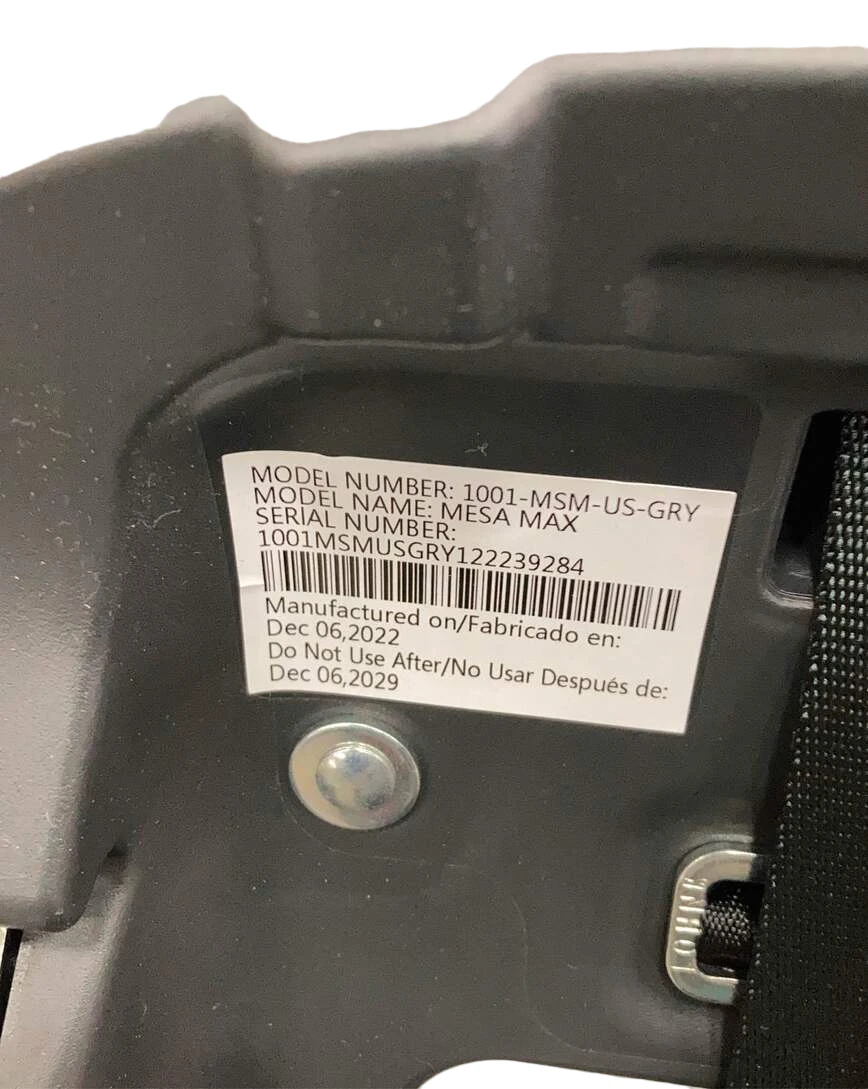 MODEL NUMBER: 1001-MSM-US-GRY
MODEL NAME: MESA MAX
SERIAL NUMBER:
1001MSMUSGRY122239284
Manufactured on/Fabricado en:
Dec 06,2022
Do Not Use After/No Usar Después de:
Dec 06,2029